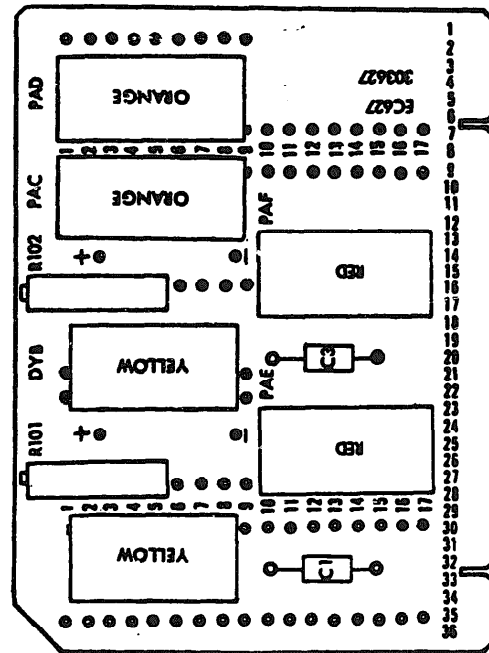 PAD
ORANGE
303627
EC627
1 2 3 4 5 6 7 8 9 10 11 12 13 14 15 16 17
PAC
ORANGE
PAF
R102
+
−
RED
DYB
YELLOW
C3
PAE
R101
+
−
RED
1 2 3 4 5 6 7 8 9 10 11 12 13 14 15 16 17
YELLOW
C1
1
2
3
4
5
6
7
8
9
10
11
12
13
14
15
16
17
18
19
20
21
22
23
24
25
26
27
28
29
30
31
32
33
34
35
36